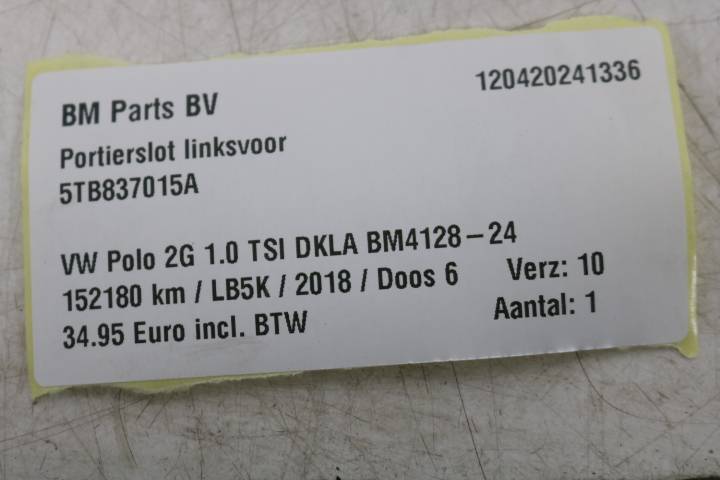 BM Parts BV 120420241336
Portierslot linksvoor
5TB837015A
VW Polo 2G 1.0 TSI DKLA BM4128-24
152180 km / LB5K / 2018 / Doos 6 Verz: 10
34.95 Euro incl. BTW Aantal: 1